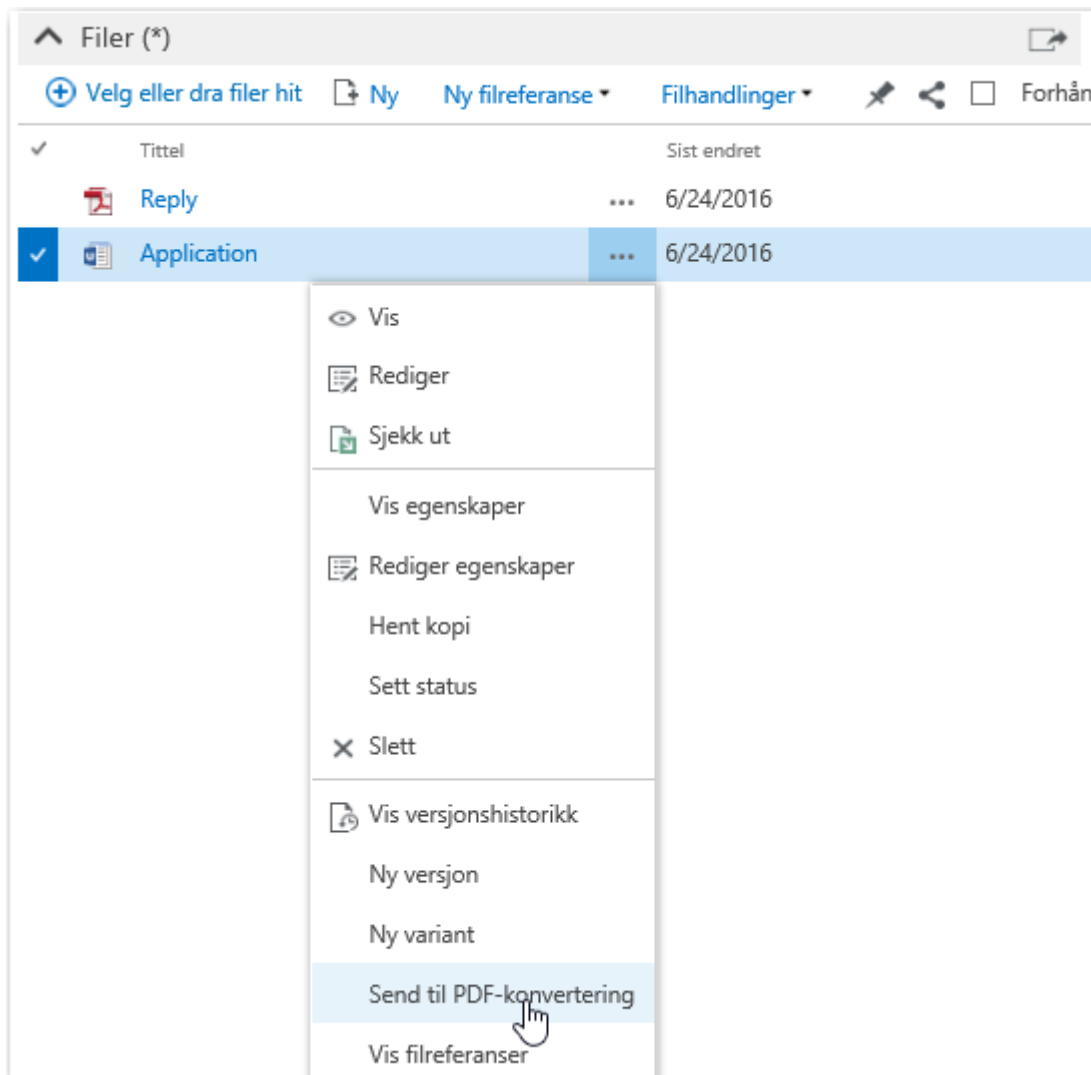 Filer (*)
Velg eller dra filer hit Ny Ny filreferanse Filhandlinger Forhån
Tittel Sist endret
Reply ... 6/24/2016
Application ... 6/24/2016
Vis
Rediger
Sjekk ut
Vis egenskaper
Rediger egenskaper
Hent kopi
Sett status
Slett
Vis versjonshistorikk
Ny versjon
Ny variant
Send til PDF-konvertering
Vis filreferanser